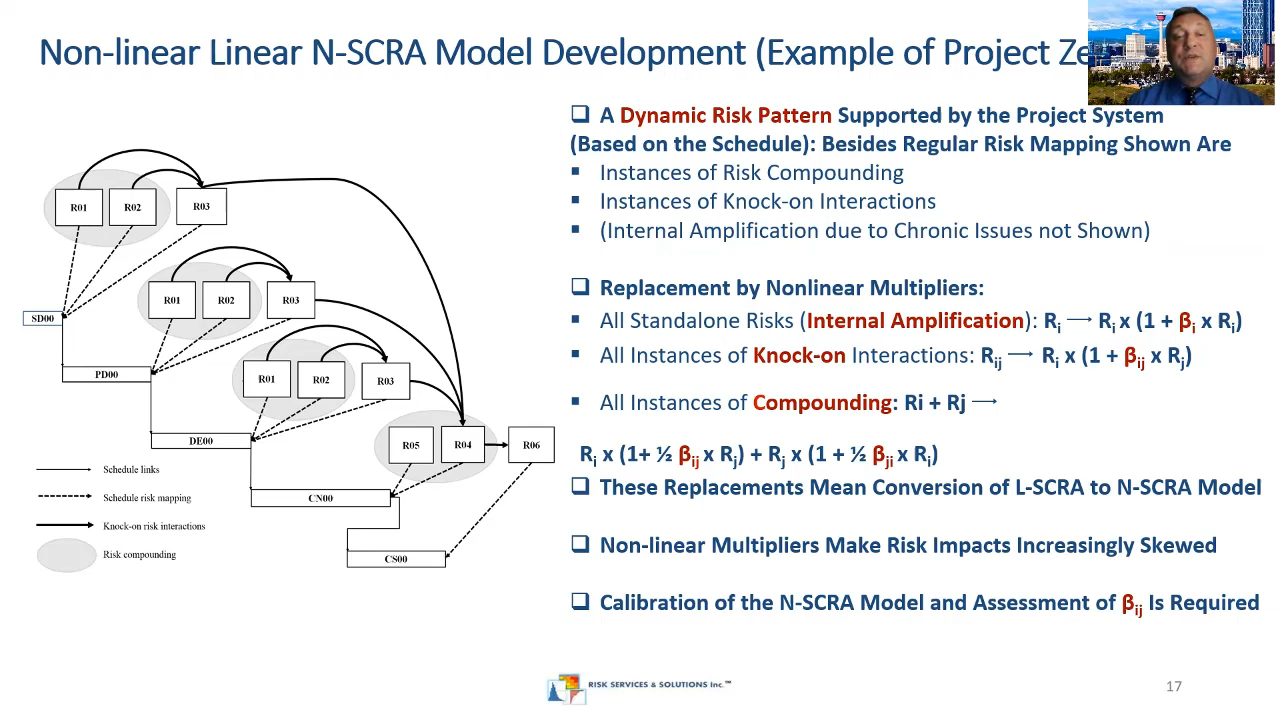 Non-linear Linear N-SCRA Model Development (Example of Project
❑ A Dynamic Risk Pattern Supported by the Project System
(Based on the Schedule): Besides Regular Risk Mapping Shown Are
▪ Instances of Risk Compounding
▪ Instances of Knock-on Interactions
▪ (Internal Amplification due to Chronic Issues not Shown)
❑ Replacement by Nonlinear Multipliers:
▪ All Standalone Risks (Internal Amplification): Ri ⟶ Ri x (1 + βi x Ri)
▪ All Instances of Knock-on Interactions: Rij ⟶ Ri x (1 + βij x Rj)
▪ All Instances of Compounding: Ri + Rj ⟶
Ri x (1+ ½ βij x Rj) + Rj x (1 + ½ βji x Ri)
❑ These Replacements Mean Conversion of L-SCRA to N-SCRA Model
❑ Non-linear Multipliers Make Risk Impacts Increasingly Skewed
❑ Calibration of the N-SCRA Model and Assessment of βij Is Required
R01 R02 R03
R01 R02 R03
SD00
R01 R02 R03
PD00
R05 R04 R06
DE00
CN00
CS00
Schedule links
Schedule risk mapping
Knock-on risk interactions
Risk compounding
RISK SERVICES & SOLUTIONS Inc.™
17